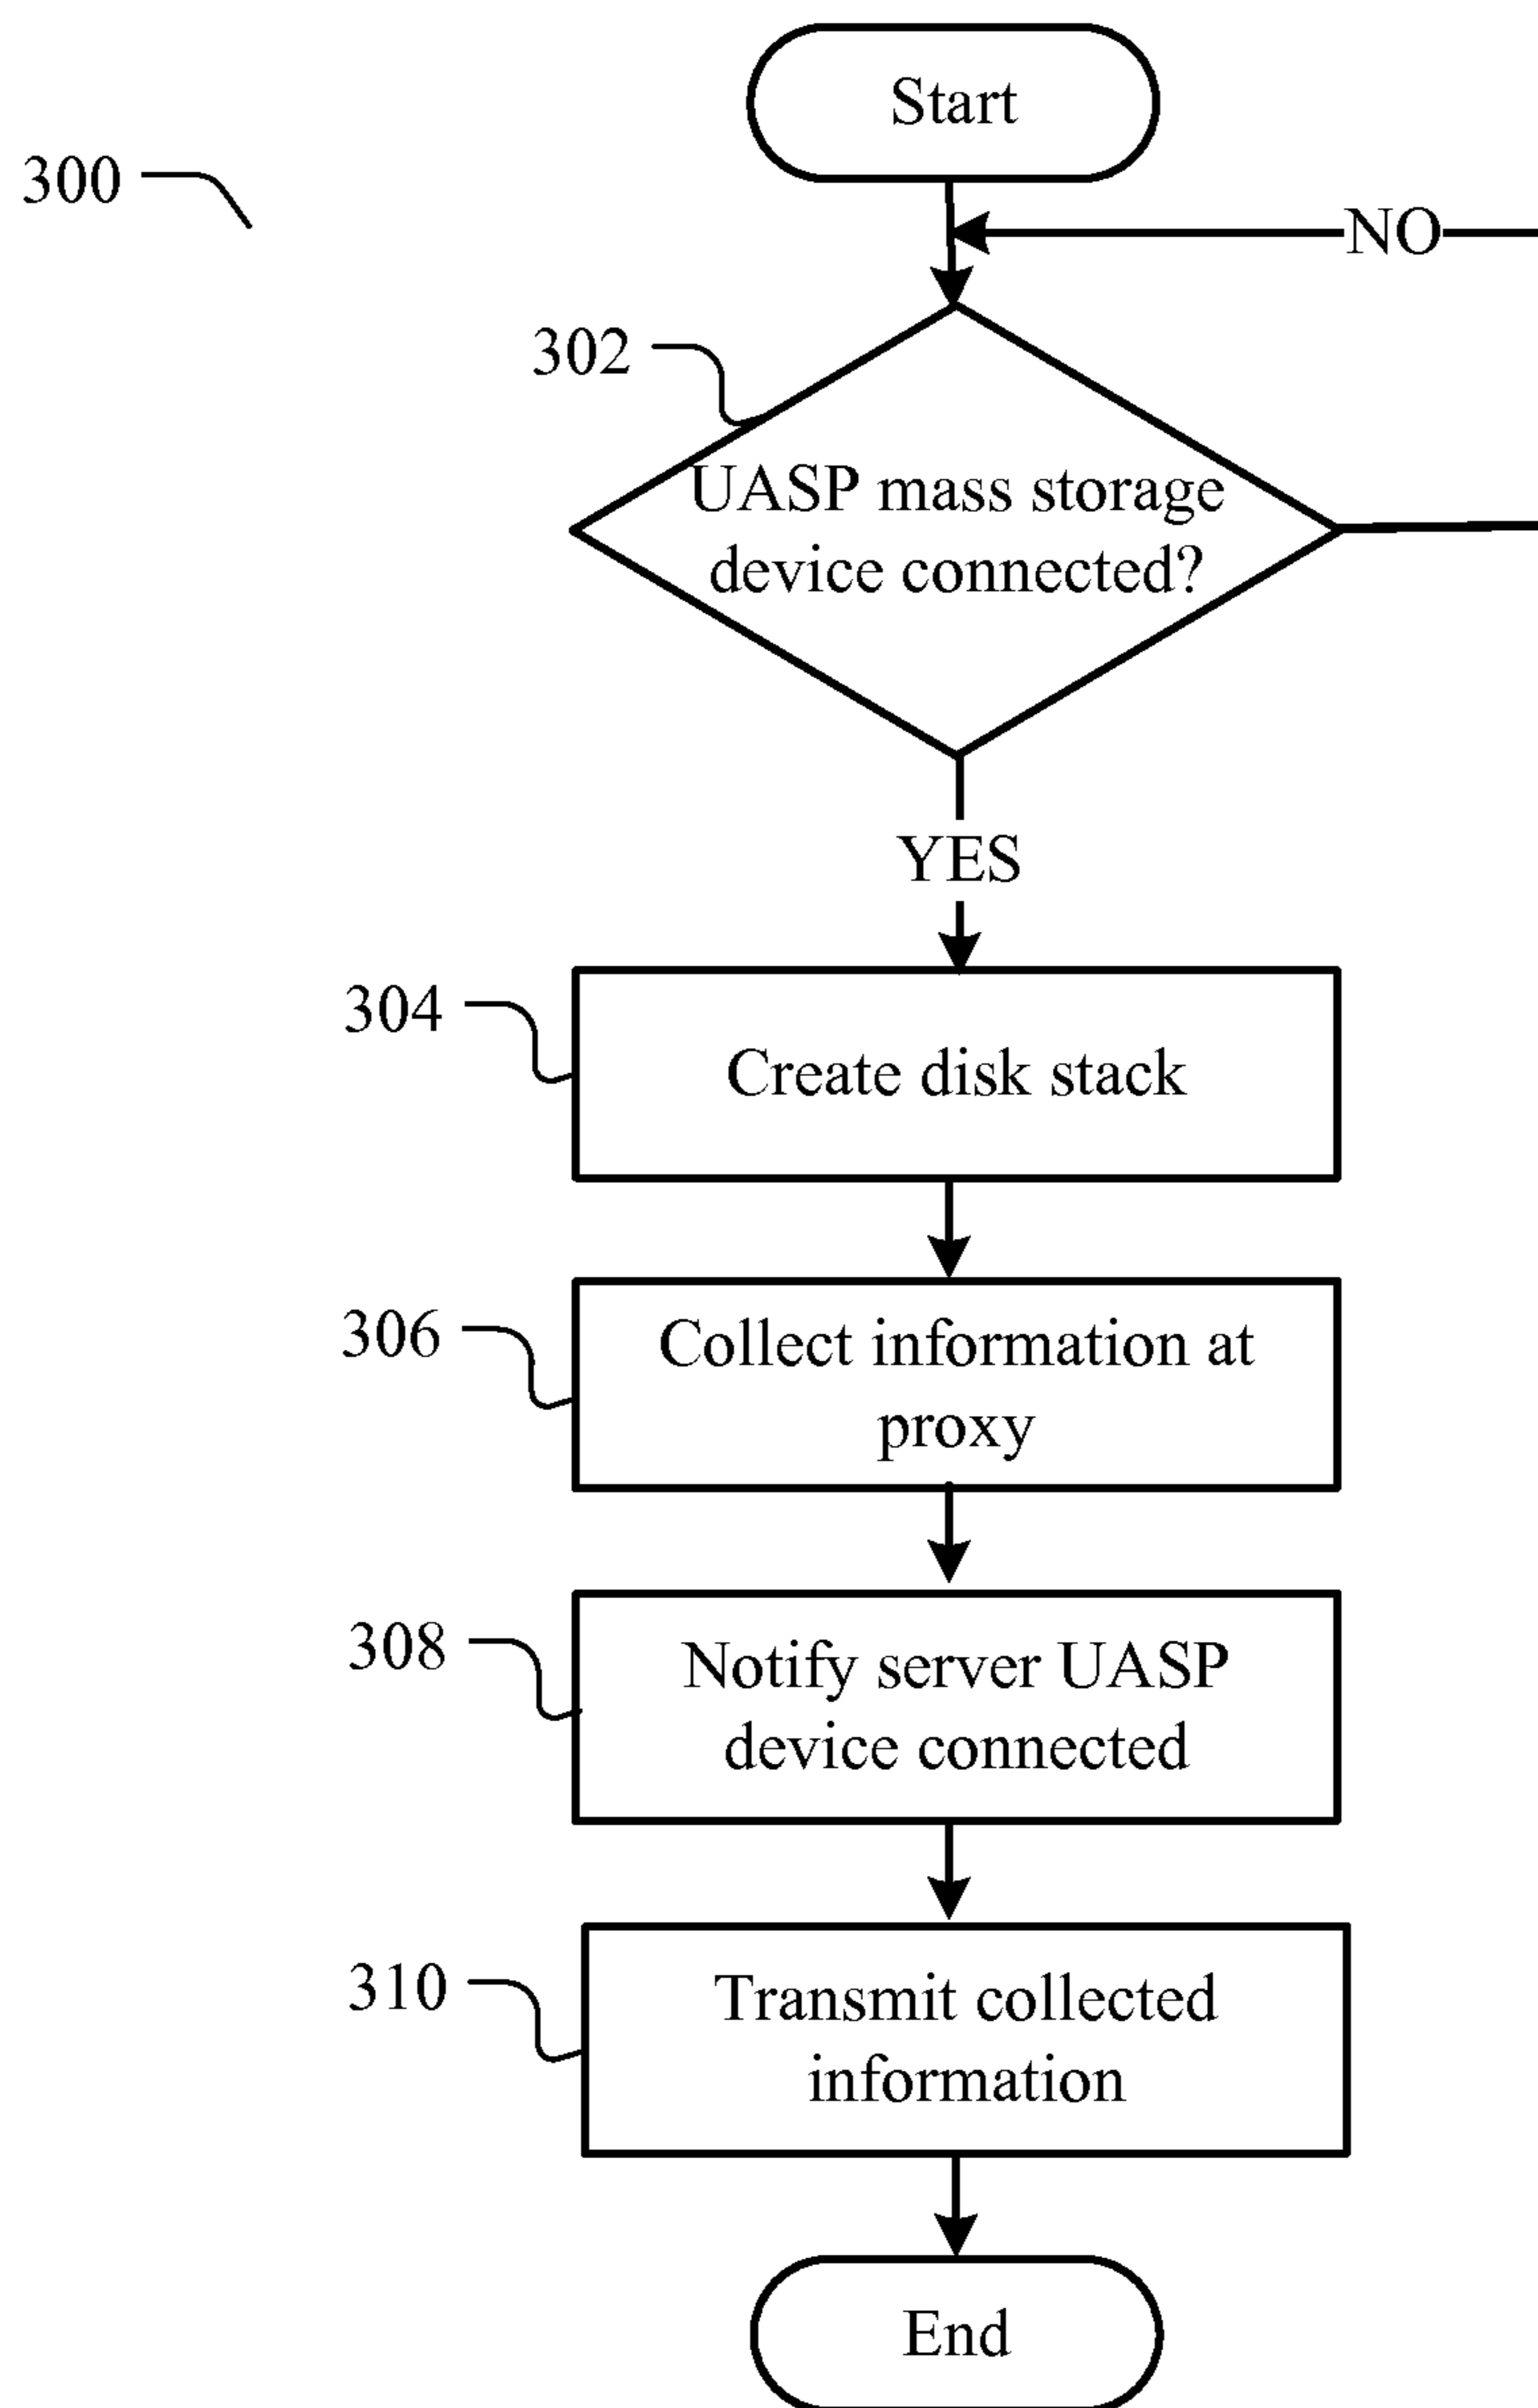 Start
300
NO
302
UASP mass storage
device connected?
YES
304
Create disk stack
306
Collect information at
proxy
308
Notify server UASP
device connected
310
Transmit collected
information
End